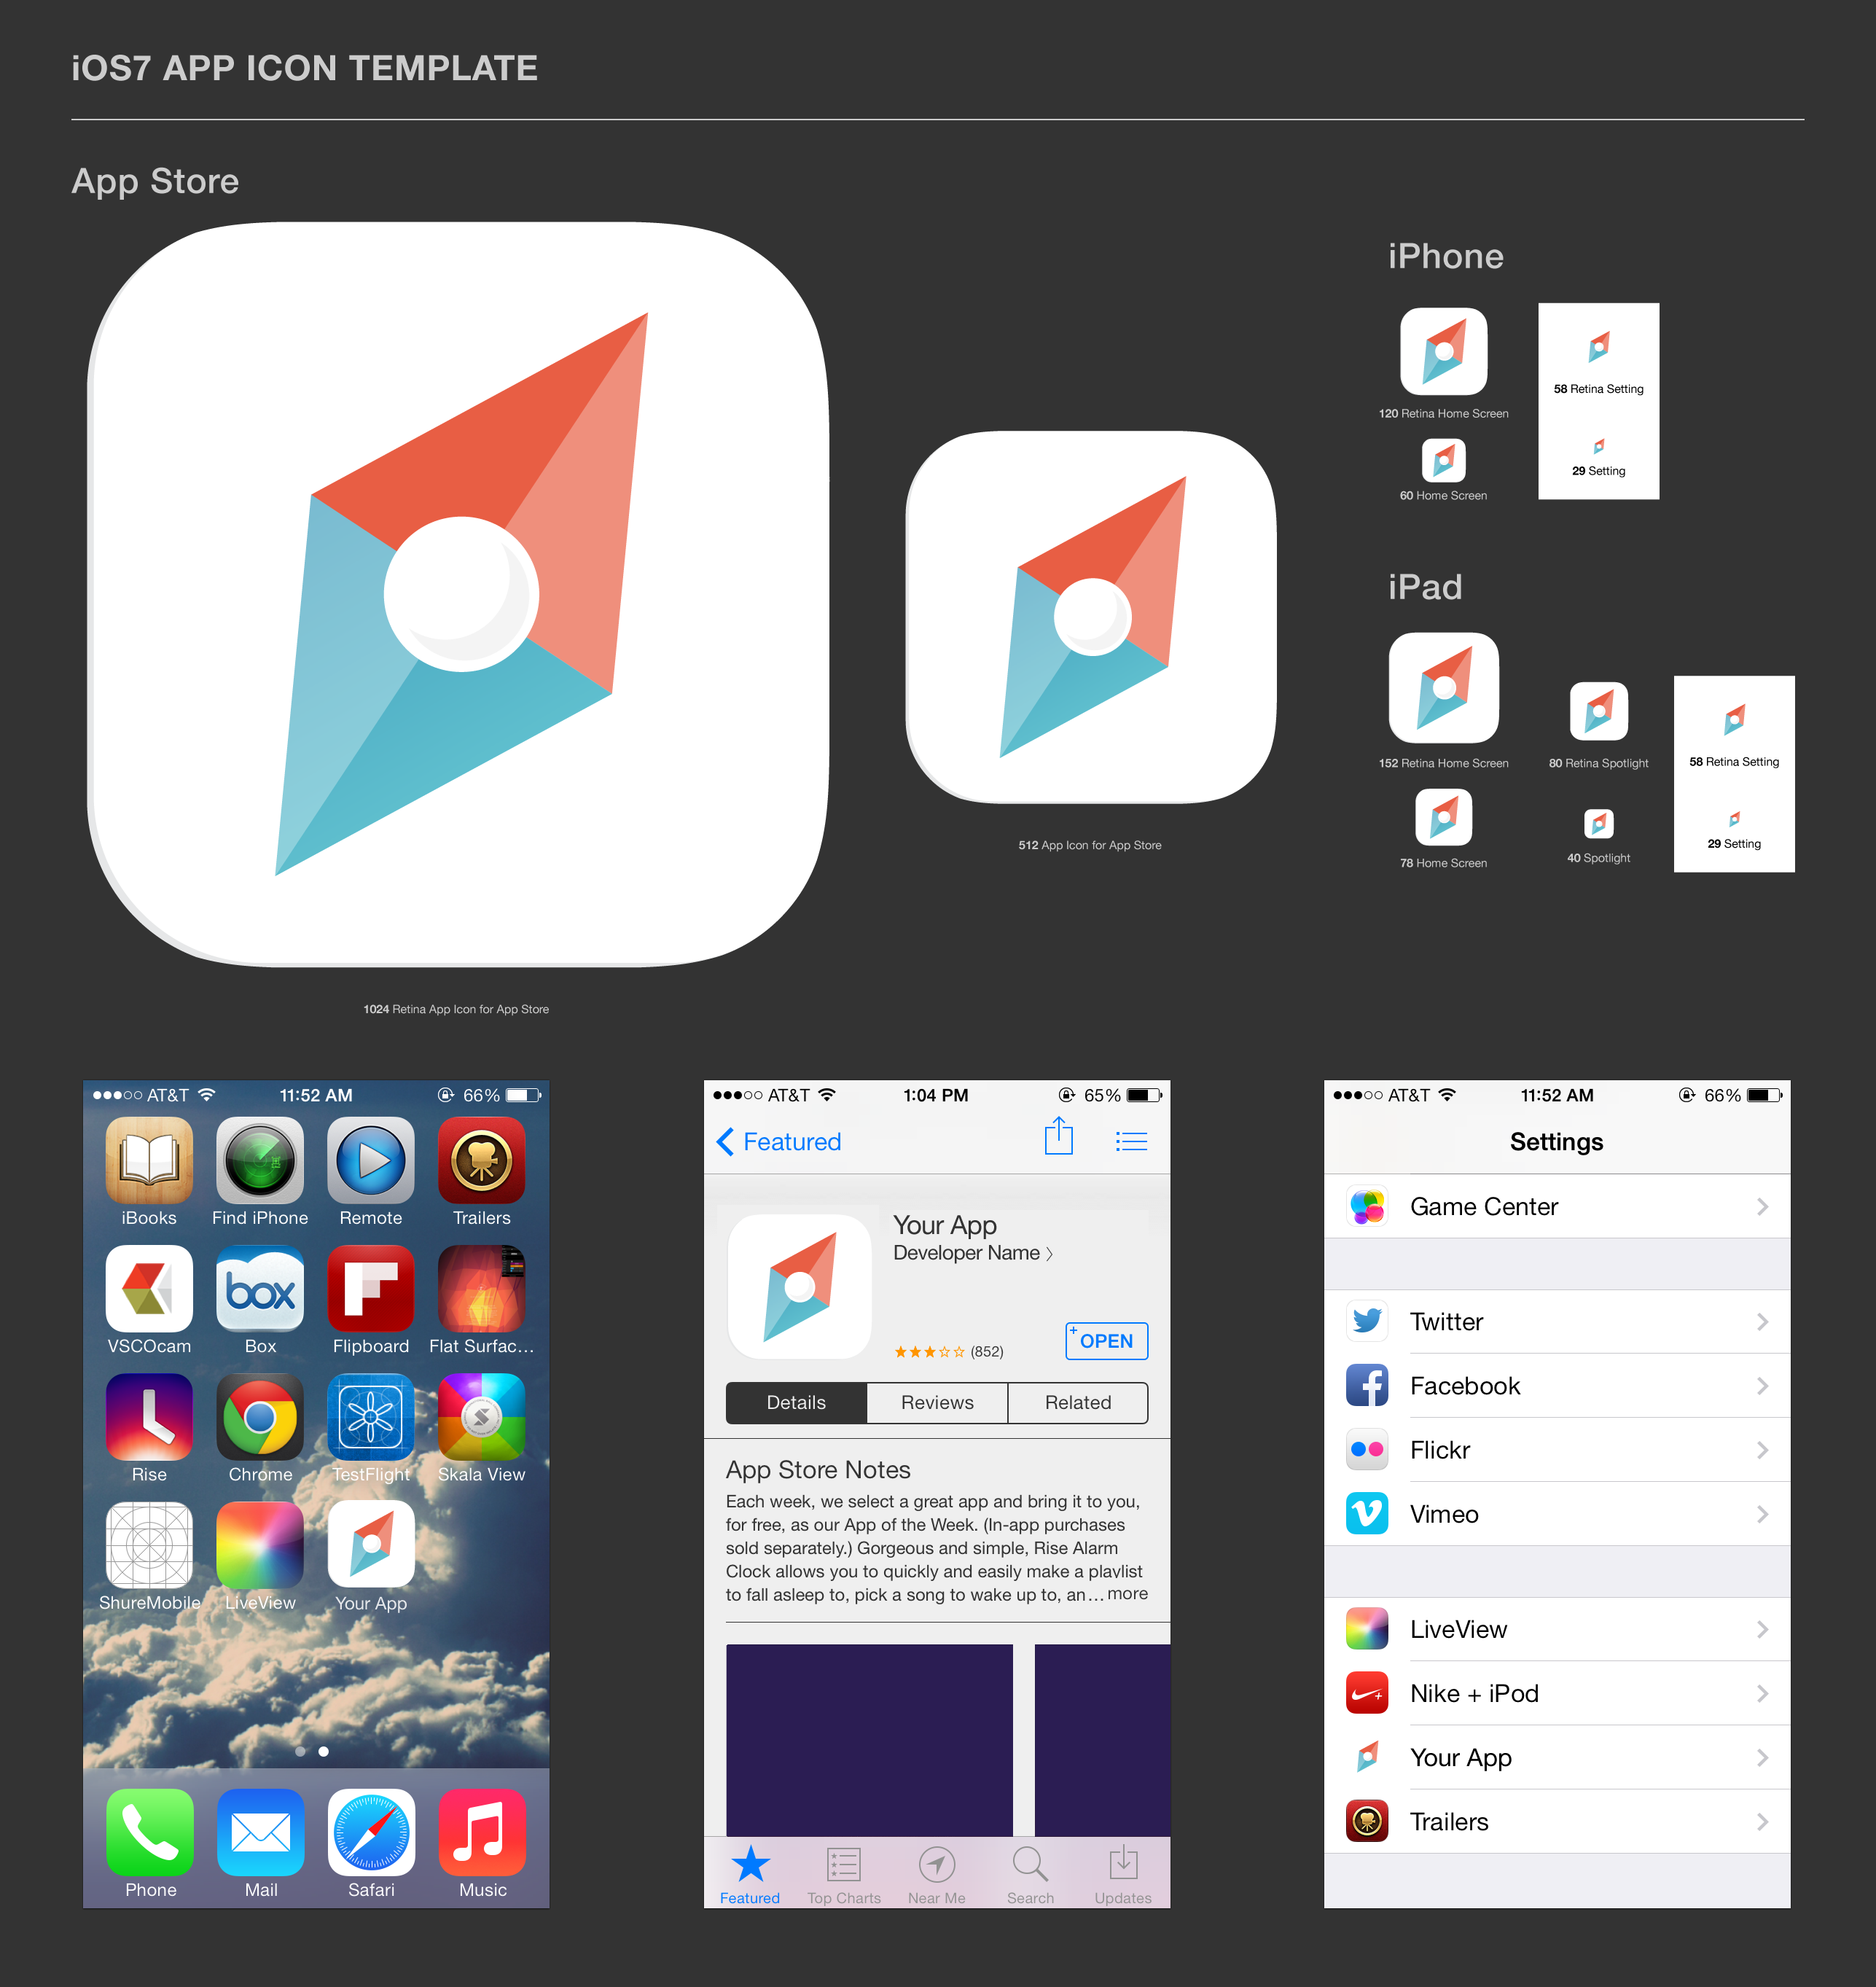 iOS7 APP ICON TEMPLATE
App Store
1024 Retina App Icon for App Store
512 App Icon for App Store
iPhone
120 Retina Home Screen
58 Retina Setting
60 Home Screen
29 Setting
iPad
152 Retina Home Screen
80 Retina Spotlight
58 Retina Setting
78 Home Screen
40 Spotlight
29 Setting
AT&T 11:52 AM 66%
iBooks Find iPhone Remote Trailers
box
VSCOcam Box Flipboard Flat Surfac...
Rise Chrome TestFlight Skala View
ShureMobile LiveView Your App
Phone Mail Safari Music
AT&T 1:04 PM 65%
Featured
Your App
Developer Name
(852)
+ OPEN
Details Reviews Related
App Store Notes
Each week, we select a great app and bring it to you,
for free, as our App of the Week. (In-app purchases
sold separately.) Gorgeous and simple, Rise Alarm
Clock allows you to quickly and easily make a playlist
to fall asleep to, pick a song to wake up to, an... more
Featured Top Charts Near Me Search Updates
AT&T 11:52 AM 66%
Settings
Game Center
Twitter
Facebook
Flickr
Vimeo
LiveView
Nike + iPod
Your App
Trailers